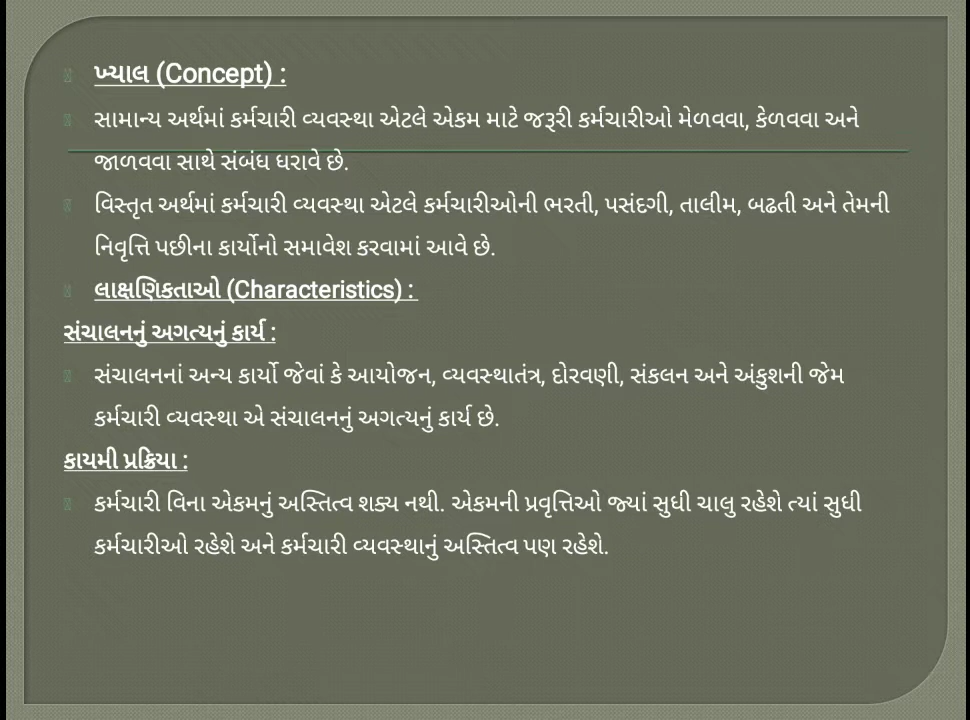 ખ્યાલ (Concept) :
સામાન્ય અર્થમાં કર્મચારી વ્યવસ્થા એટલે એકમ માટે જરૂરી કર્મચારીઓ મેળવવા, કેળવવા અને
જાળવવા સાથે સંબંધ ધરાવે છે.
વિસ્તૃત અર્થમાં કર્મચારી વ્યવસ્થા એટલે કર્મચારીઓની ભરતી, પસંદગી, તાલીમ, બઢતી અને તેમની
નિવૃત્તિ પછીના કાર્યોનો સમાવેશ કરવામાં આવે છે.
લાક્ષણિકતાઓ (Characteristics) :
સંચાલનનું અગત્યનું કાર્ય :
સંચાલનનાં અન્ય કાર્યો જેવાં કે આયોજન, વ્યવસ્થાતંત્ર, દોરવણી, સંકલન અને અંકુશની જેમ
કર્મચારી વ્યવસ્થા એ સંચાલનનું અગત્યનું કાર્ય છે.
કાયમી પ્રક્રિયા :
કર્મચારી વિના એકમનું અસ્તિત્વ શક્ય નથી. એકમની પ્રવૃત્તિઓ જ્યાં સુધી ચાલુ રહેશે ત્યાં સુધી
કર્મચારીઓ રહેશે અને કર્મચારી વ્યવસ્થાનું અસ્તિત્વ પણ રહેશે.